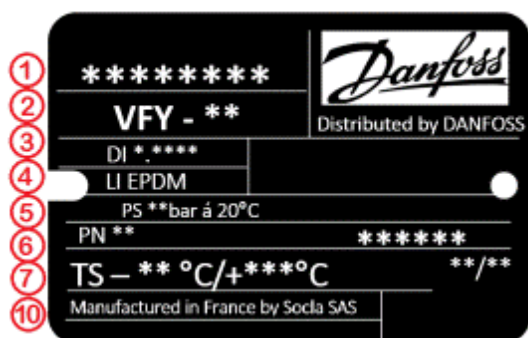 1 ********
Danfoss
2 VFY - **
Distributed by DANFOSS
3 DI *.****
4 LI EPDM
5 PS **bar á 20°C
6 PN ** ******
7 TS – ** °C/+***°C **/**
10 Manufactured in France by Socla SAS